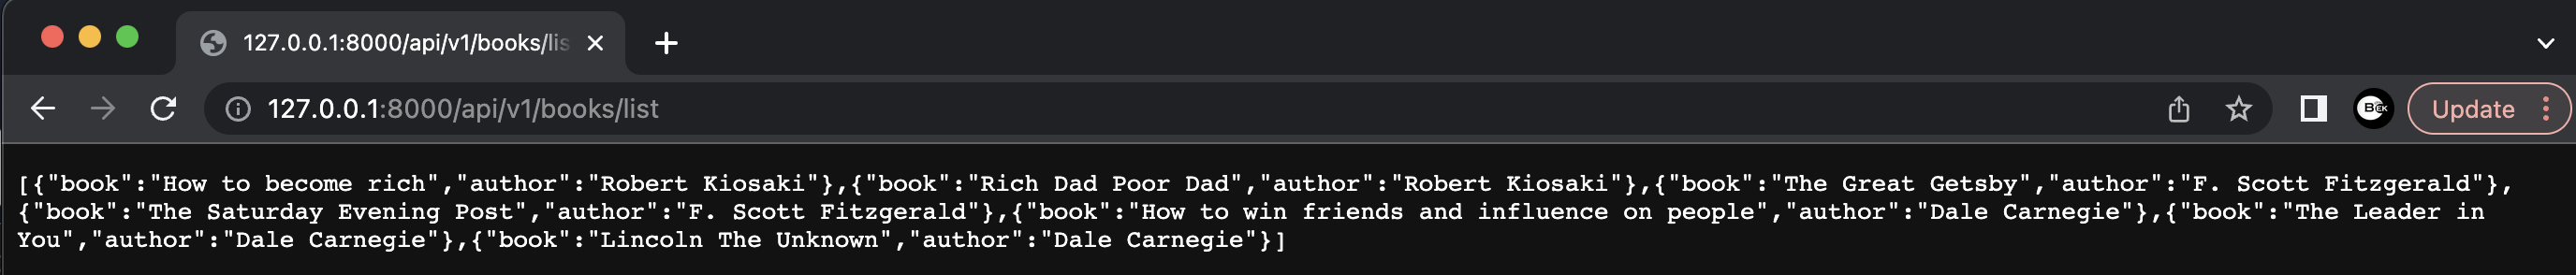 127.0.0.1:8000/api/v1/books/lis
127.0.0.1:8000/api/v1/books/list
BEK
Update
[{"book":"How to become rich","author":"Robert Kiosaki"},{"book":"Rich Dad Poor Dad","author":"Robert Kiosaki"},{"book":"The Great Getsby","author":"F. Scott Fitzgerald"},
{"book":"The Saturday Evening Post","author":"F. Scott Fitzgerald"},{"book":"How to win friends and influence on people","author":"Dale Carnegie"},{"book":"The Leader in
You","author":"Dale Carnegie"},{"book":"Lincoln The Unknown","author":"Dale Carnegie"}]